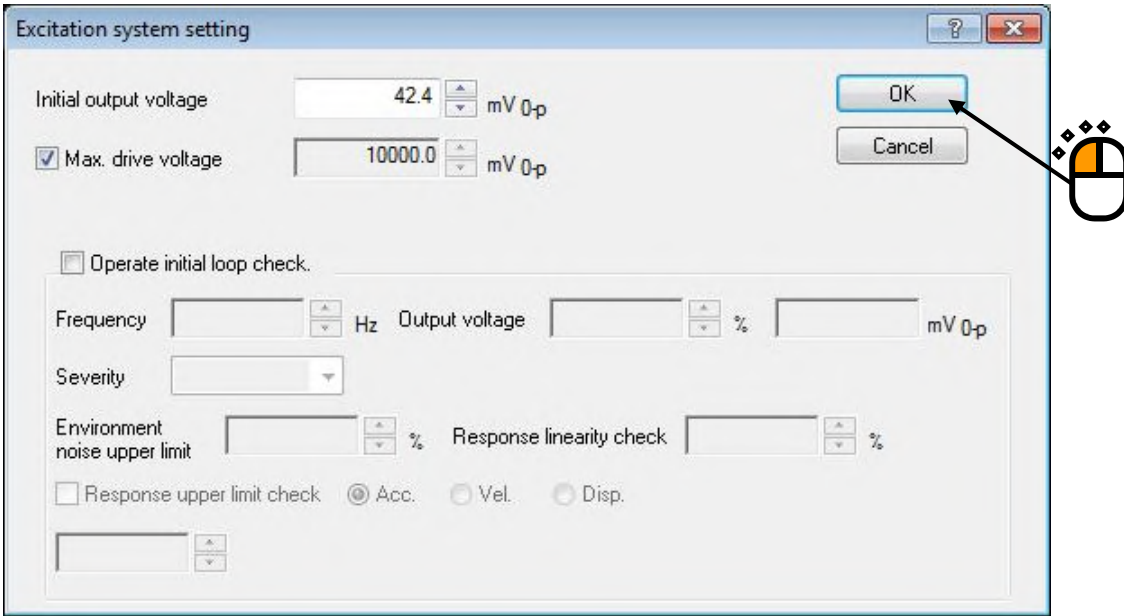 Excitation system setting
Initial output voltage 42.4 mV 0-p OK
Max. drive voltage 10000.0 mV 0-p Cancel
Operate initial loop check.
Frequency Hz Output voltage % mV 0-p
Severity
Environment
noise upper limit % Response linearity check %
Response upper limit check Acc. Vel. Disp.